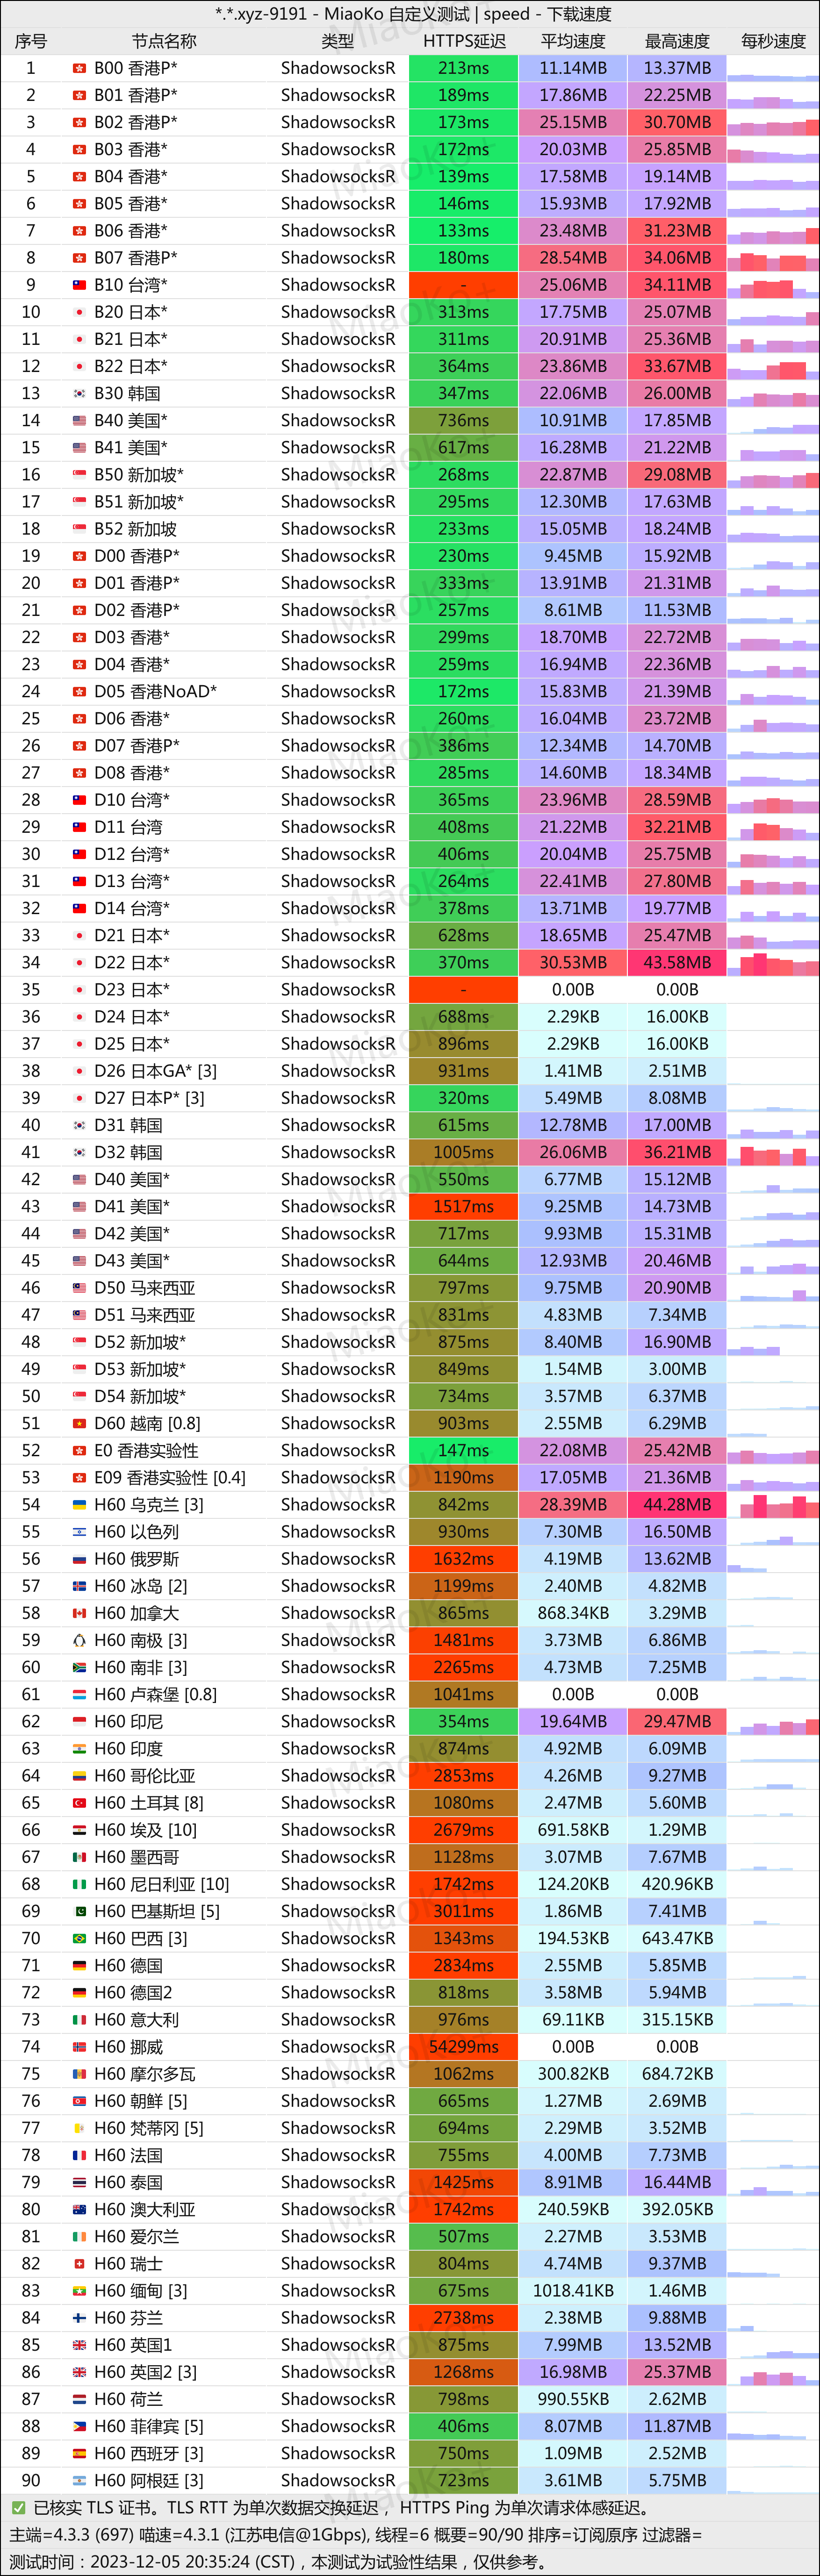 *.*.xyz-9191 - MiaoKo 自定义测试 | speed - 下载速度
序号 节点名称 类型 HTTPS延迟 平均速度 最高速度 每秒速度
1 B00 香港P* ShadowsocksR 213ms 11.14MB 13.37MB
2 B01 香港P* ShadowsocksR 189ms 17.86MB 22.25MB
3 B02 香港P* ShadowsocksR 173ms 25.15MB 30.70MB
4 B03 香港* ShadowsocksR 172ms 20.03MB 25.85MB
5 B04 香港* ShadowsocksR 139ms 17.58MB 19.14MB
6 B05 香港* ShadowsocksR 146ms 15.93MB 17.92MB
7 B06 香港* ShadowsocksR 133ms 23.48MB 31.23MB
8 B07 香港P* ShadowsocksR 180ms 28.54MB 34.06MB
9 B10 台湾* ShadowsocksR - 25.06MB 34.11MB
10 B20 日本* ShadowsocksR 313ms 17.75MB 25.07MB
11 B21 日本* ShadowsocksR 311ms 20.91MB 25.36MB
12 B22 日本* ShadowsocksR 364ms 23.86MB 33.67MB
13 B30 韩国 ShadowsocksR 347ms 22.06MB 26.00MB
14 B40 美国* ShadowsocksR 736ms 10.91MB 17.85MB
15 B41 美国* ShadowsocksR 617ms 16.28MB 21.22MB
16 B50 新加坡* ShadowsocksR 268ms 22.87MB 29.08MB
17 B51 新加坡* ShadowsocksR 295ms 12.30MB 17.63MB
18 B52 新加坡 ShadowsocksR 233ms 15.05MB 18.24MB
19 D00 香港P* ShadowsocksR 230ms 9.45MB 15.92MB
20 D01 香港P* ShadowsocksR 333ms 13.91MB 21.31MB
21 D02 香港P* ShadowsocksR 257ms 8.61MB 11.53MB
22 D03 香港* ShadowsocksR 299ms 18.70MB 22.72MB
23 D04 香港* ShadowsocksR 259ms 16.94MB 22.36MB
24 D05 香港NoAD* ShadowsocksR 172ms 15.83MB 21.39MB
25 D06 香港* ShadowsocksR 260ms 16.04MB 23.72MB
26 D07 香港P* ShadowsocksR 386ms 12.34MB 14.70MB
27 D08 香港* ShadowsocksR 285ms 14.60MB 18.34MB
28 D10 台湾* ShadowsocksR 365ms 23.96MB 28.59MB
29 D11 台湾 ShadowsocksR 408ms 21.22MB 32.21MB
30 D12 台湾* ShadowsocksR 406ms 20.04MB 25.75MB
31 D13 台湾* ShadowsocksR 264ms 22.41MB 27.80MB
32 D14 台湾* ShadowsocksR 378ms 13.71MB 19.77MB
33 D21 日本* ShadowsocksR 628ms 18.65MB 25.47MB
34 D22 日本* ShadowsocksR 370ms 30.53MB 43.58MB
35 D23 日本* ShadowsocksR - 0.00B 0.00B
36 D24 日本* ShadowsocksR 688ms 2.29KB 16.00KB
37 D25 日本* ShadowsocksR 896ms 2.29KB 16.00KB
38 D26 日本GA* [3] ShadowsocksR 931ms 1.41MB 2.51MB
39 D27 日本P* [3] ShadowsocksR 320ms 5.49MB 8.08MB
40 D31 韩国 ShadowsocksR 615ms 12.78MB 17.00MB
41 D32 韩国 ShadowsocksR 1005ms 26.06MB 36.21MB
42 D40 美国* ShadowsocksR 550ms 6.77MB 15.12MB
43 D41 美国* ShadowsocksR 1517ms 9.25MB 14.73MB
44 D42 美国* ShadowsocksR 717ms 9.93MB 15.31MB
45 D43 美国* ShadowsocksR 644ms 12.93MB 20.46MB
46 D50 马来西亚 ShadowsocksR 797ms 9.75MB 20.90MB
47 D51 马来西亚 ShadowsocksR 831ms 4.83MB 7.34MB
48 D52 新加坡* ShadowsocksR 875ms 8.40MB 16.90MB
49 D53 新加坡* ShadowsocksR 849ms 1.54MB 3.00MB
50 D54 新加坡* ShadowsocksR 734ms 3.57MB 6.37MB
51 D60 越南 [0.8] ShadowsocksR 903ms 2.55MB 6.29MB
52 E0 香港实验性 ShadowsocksR 147ms 22.08MB 25.42MB
53 E09 香港实验性 [0.4] ShadowsocksR 1190ms 17.05MB 21.36MB
54 H60 乌克兰 [3] ShadowsocksR 842ms 28.39MB 44.28MB
55 H60 以色列 ShadowsocksR 930ms 7.30MB 16.50MB
56 H60 俄罗斯 ShadowsocksR 1632ms 4.19MB 13.62MB
57 H60 冰岛 [2] ShadowsocksR 1199ms 2.40MB 4.82MB
58 H60 加拿大 ShadowsocksR 865ms 868.34KB 3.29MB
59 H60 南极 [3] ShadowsocksR 1481ms 3.73MB 6.86MB
60 H60 南非 [3] ShadowsocksR 2265ms 4.73MB 7.25MB
61 H60 卢森堡 [0.8] ShadowsocksR 1041ms 0.00B 0.00B
62 H60 印尼 ShadowsocksR 354ms 19.64MB 29.47MB
63 H60 印度 ShadowsocksR 874ms 4.92MB 6.09MB
64 H60 哥伦比亚 ShadowsocksR 2853ms 4.26MB 9.27MB
65 H60 土耳其 [8] ShadowsocksR 1080ms 2.47MB 5.60MB
66 H60 埃及 [10] ShadowsocksR 2679ms 691.58KB 1.29MB
67 H60 墨西哥 ShadowsocksR 1128ms 3.07MB 7.67MB
68 H60 尼日利亚 [10] ShadowsocksR 1742ms 124.20KB 420.96KB
69 H60 巴基斯坦 [5] ShadowsocksR 3011ms 1.86MB 7.41MB
70 H60 巴西 [3] ShadowsocksR 1343ms 194.53KB 643.47KB
71 H60 德国 ShadowsocksR 2834ms 2.55MB 5.85MB
72 H60 德国2 ShadowsocksR 818ms 3.58MB 5.94MB
73 H60 意大利 ShadowsocksR 976ms 69.11KB 315.15KB
74 H60 挪威 ShadowsocksR 54299ms 0.00B 0.00B
75 H60 摩尔多瓦 ShadowsocksR 1062ms 300.82KB 684.72KB
76 H60 朝鲜 [5] ShadowsocksR 665ms 1.27MB 2.69MB
77 H60 梵蒂冈 [5] ShadowsocksR 694ms 2.29MB 3.52MB
78 H60 法国 ShadowsocksR 755ms 4.00MB 7.73MB
79 H60 泰国 ShadowsocksR 1425ms 8.91MB 16.44MB
80 H60 澳大利亚 ShadowsocksR 1742ms 240.59KB 392.05KB
81 H60 爱尔兰 ShadowsocksR 507ms 2.27MB 3.53MB
82 H60 瑞士 ShadowsocksR 804ms 4.74MB 9.37MB
83 H60 缅甸 [3] ShadowsocksR 675ms 1018.41KB 1.46MB
84 H60 芬兰 ShadowsocksR 2738ms 2.38MB 9.88MB
85 H60 英国1 ShadowsocksR 875ms 7.99MB 13.52MB
86 H60 英国2 [3] ShadowsocksR 1268ms 16.98MB 25.37MB
87 H60 荷兰 ShadowsocksR 798ms 990.55KB 2.62MB
88 H60 菲律宾 [5] ShadowsocksR 406ms 8.07MB 11.87MB
89 H60 西班牙 [3] ShadowsocksR 750ms 1.09MB 2.52MB
90 H60 阿根廷 [3] ShadowsocksR 723ms 3.61MB 5.75MB
✅ 已核实 TLS 证书。TLS RTT 为单次数据交换延迟， HTTPS Ping 为单次请求体感延迟。
主端=4.3.3 (697) 喵速=4.3.1 (江苏电信@1Gbps), 线程=6 概要=90/90 排序=订阅原序 过滤器=
测试时间：2023-12-05 20:35:24 (CST)，本测试为试验性结果，仅供参考。